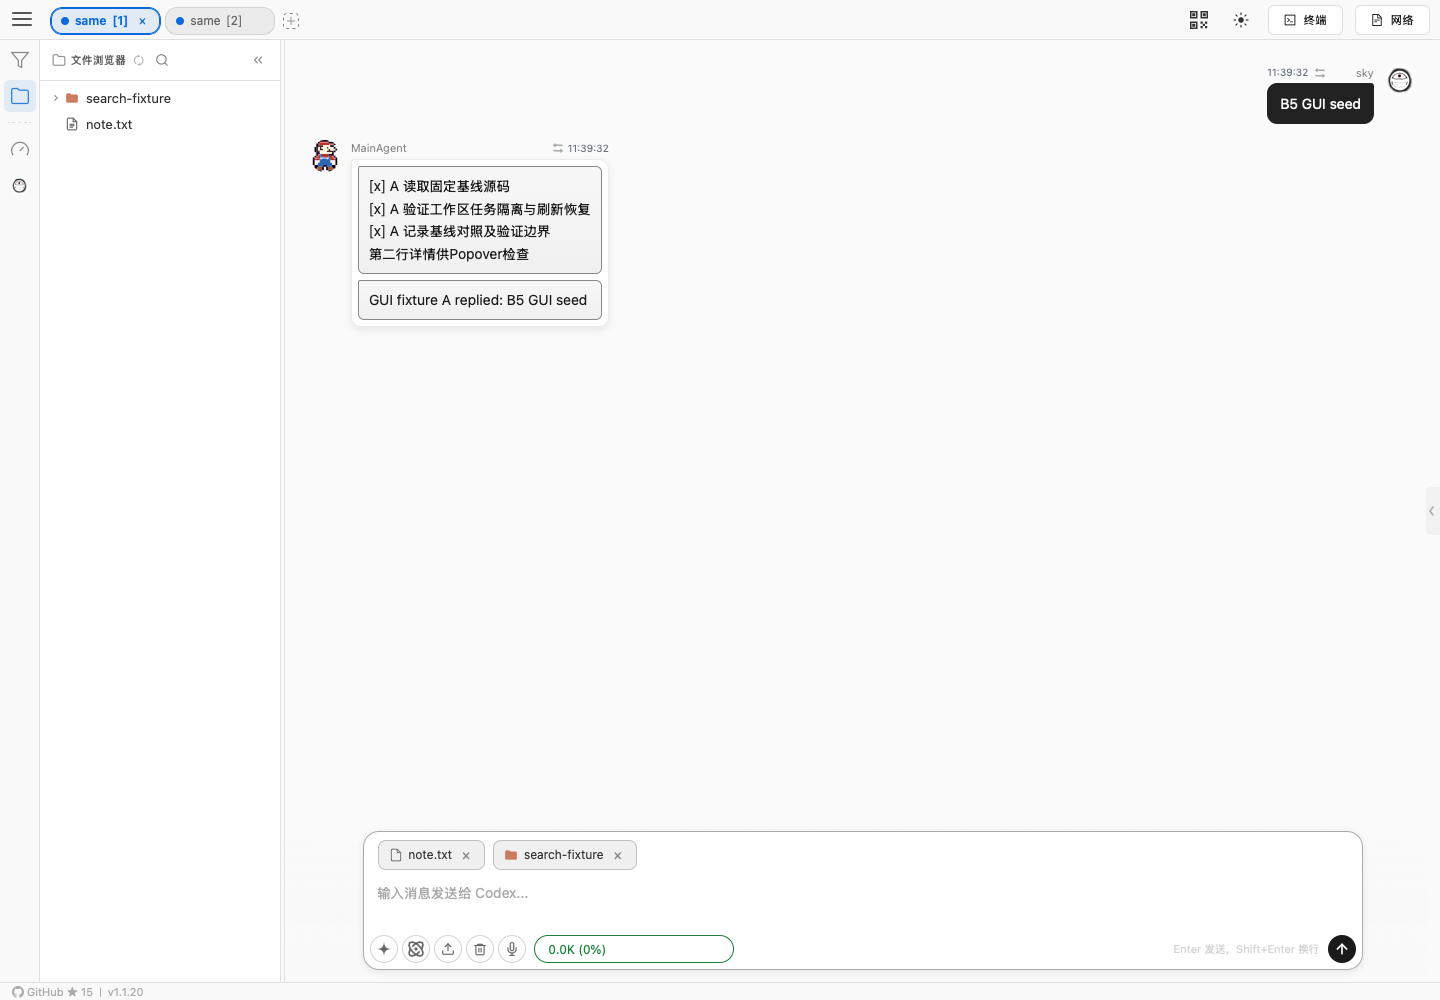 same [1] ×
same [2]
终端
网络
文件浏览器
search-fixture
note.txt
11:39:32
sky
B5 GUI seed
MainAgent
11:39:32
[x] A 读取固定基线源码
[x] A 验证工作区任务隔离与刷新恢复
[x] A 记录基线对照及验证边界
第二行详情供Popover检查
GUI fixture A replied: B5 GUI seed
note.txt ×
search-fixture ×
输入消息发送给 Codex...
0.0K (0%)
Enter 发送，Shift+Enter 换行
GitHub ★ 15 | v1.1.20